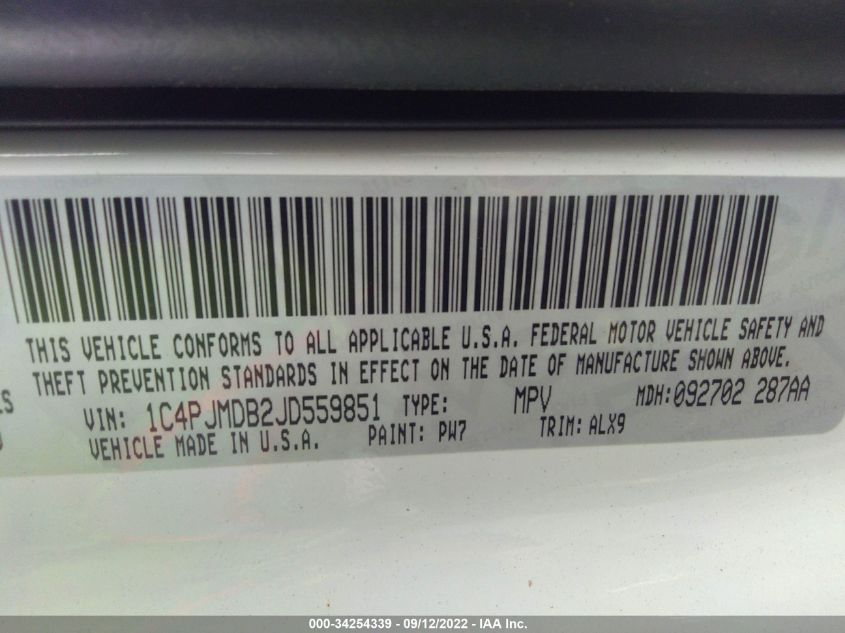 THIS VEHICLE CONFORMS TO ALL APPLICABLE U.S.A. FEDERAL MOTOR VEHICLE SAFETY AND
THEFT PREVENTION STANDARDS IN EFFECT ON THE DATE OF MANUFACTURE SHOWN ABOVE.
VIN: 1C4PJMDB2JD559851 TYPE: MPV MDH:092702 287AA
VEHICLE MADE IN U.S.A. PAINT: PW7 TRIM: ALX9
000-34254339 - 09/12/2022 - IAA Inc.